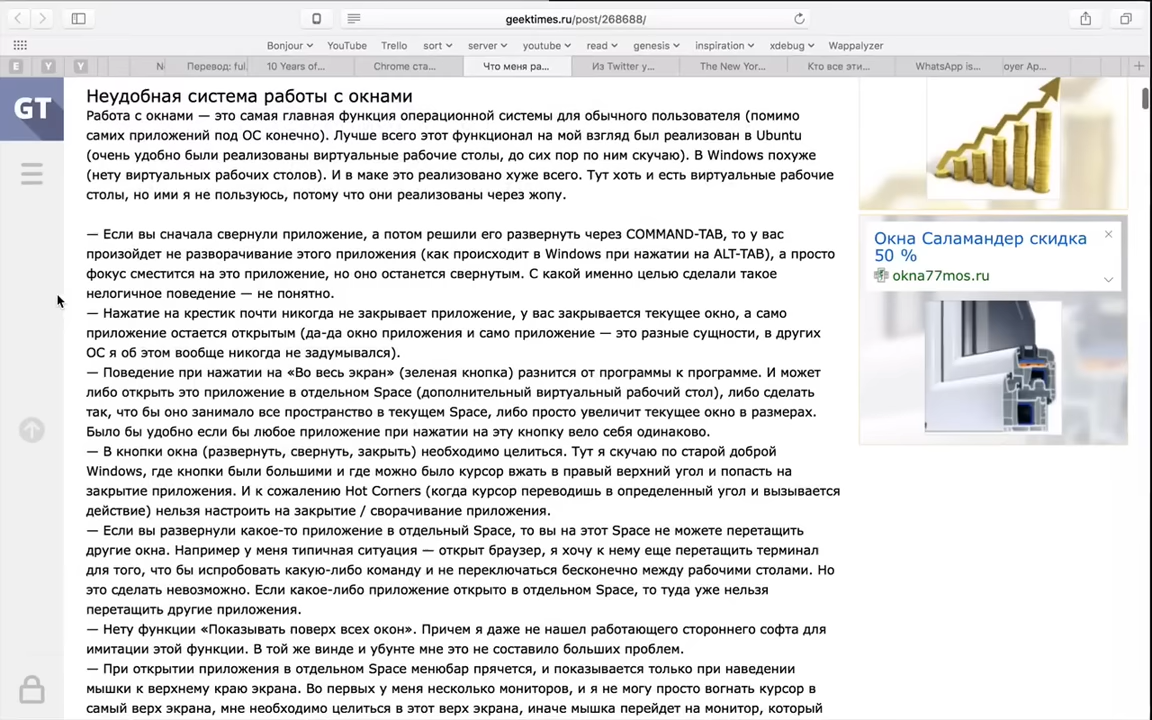 geektimes.ru/post/268688/
Bonjour YouTube Trello sort server youtube read genesis inspiration xdebug Wappalyzer
E Y Y Перевод: ful. 10 Years of... Chrome ста... Что меня ра... Из Twitter у... The New Yor... Кто все эти... WhatsApp is... oyer Ap...
GT
Неудобная система работы с окнами
Работа с окнами — это самая главная функция операционной системы для обычного пользователя (помимо
самих приложений под ОС конечно). Лучше всего этот функционал на мой взгляд был реализован в Ubuntu
(очень удобно были реализованы виртуальные рабочие столы, до сих пор по ним скучаю). В Windows похуже
(нету виртуальных рабочих столов). И в маке это реализовано хуже всего. Тут хоть и есть виртуальные рабочие
столы, но ими я не пользуюсь, потому что они реализованы через жопу.
— Если вы сначала свернули приложение, а потом решили его развернуть через COMMAND-TAB, то у вас
произойдет не разворачивание этого приложения (как происходит в Windows при нажатии на ALT-TAB), а просто
фокус сместится на это приложение, но оно останется свернутым. С какой именно целью сделали такое
нелогичное поведение — не понятно.
— Нажатие на крестик почти никогда не закрывает приложение, у вас закрывается текущее окно, а само
приложение остается открытым (да-да окно приложения и само приложение — это разные сущности, в других
ОС я об этом вообще никогда не задумывался).
— Поведение при нажатии на «Во весь экран» (зеленая кнопка) разнится от программы к программе. И может
либо открыть это приложение в отдельном Space (дополнительный виртуальный рабочий стол), либо сделать
так, что бы оно занимало все пространство в текущем Space, либо просто увеличит текущее окно в размерах.
Было бы удобно если бы любое приложение при нажатии на эту кнопку вело себя одинаково.
— В кнопки окна (развернуть, свернуть, закрыть) необходимо целиться. Тут я скучаю по старой доброй
Windows, где кнопки были большими и где можно было курсор вжать в правый верхний угол и попасть на
закрытие приложения. И к сожалению Hot Corners (когда курсор переводишь в определенный угол и вызывается
действие) нельзя настроить на закрытие / сворачивание приложения.
— Если вы развернули какое-то приложение в отдельный Space, то вы на этот Space не можете перетащить
другие окна. Например у меня типичная ситуация — открыт браузер, я хочу к нему еще перетащить терминал
для того, что бы испробовать какую-либо команду и не переключаться бесконечно между рабочими столами. Но
это сделать невозможно. Если какое-либо приложение открыто в отдельном Space, то туда уже нельзя
перетащить другие приложения.
— Нету функции «Показывать поверх всех окон». Причем я даже не нашел работающего стороннего софта для
имитации этой функции. В той же винде и убунте мне это не составило больших проблем.
— При открытии приложения в отдельном Space менюбар прячется, и показывается только при наведении
мышки к верхнему краю экрана. Во первых у меня несколько мониторов, и я не могу просто вогнать курсор в
самый верх экрана, мне необходимо целиться в этот верх экрана, иначе мышка перейдет на монитор, который
Окна Саламандер скидка
50 %
okna77mos.ru